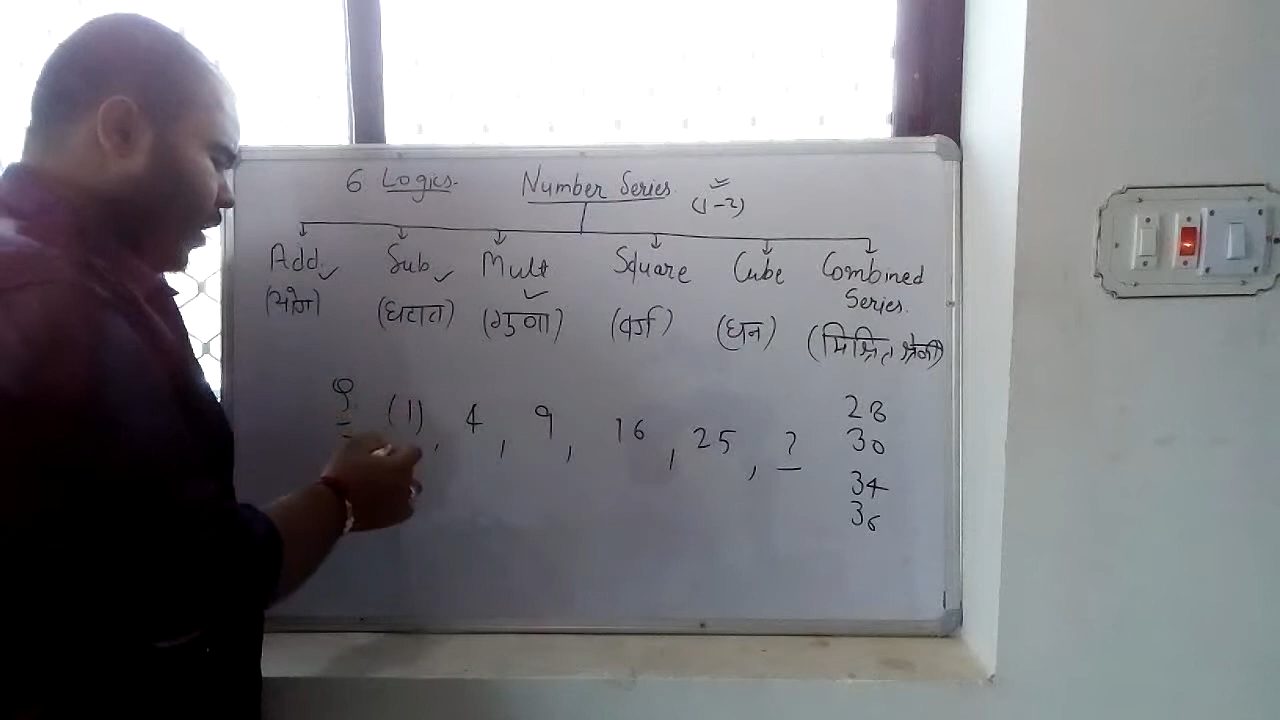 6 Logics. Number Series (1-2)
Add. Sub Mult Square Cube Combined Series.
(योग) (घटाव) (गुणा) (वर्ग) (घन) (मिश्रित श्रेणी)
Q (1), 4, 9, 16, 25, ?
28
30
34
36